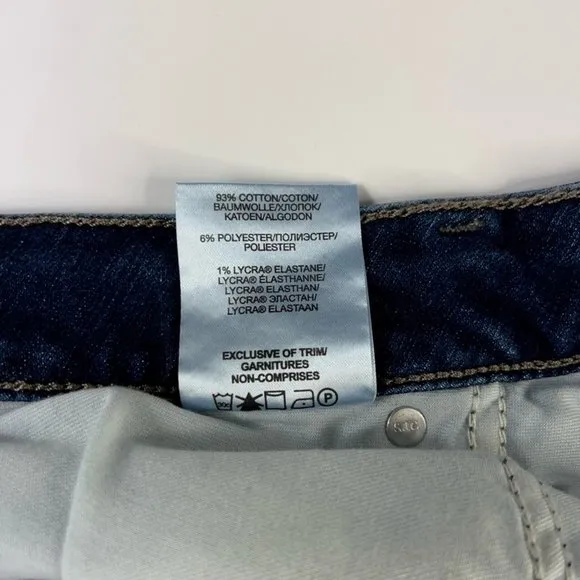 93% COTTON/COTON/
BAUMWOLLE/ХЛОПОК/
KATOEN/ALGODON
6% POLYESTER/ПОЛИЭСТЕР/
POLIESTER
1% LYCRA® ELASTANE/
LYCRA® ÉLASTHANNE/
LYCRA® ELASTHAN/
LYCRA® ЭЛАСТАН/
LYCRA® ELASTAAN
EXCLUSIVE OF TRIM/
GARNITURES
NON-COMPRISES
P